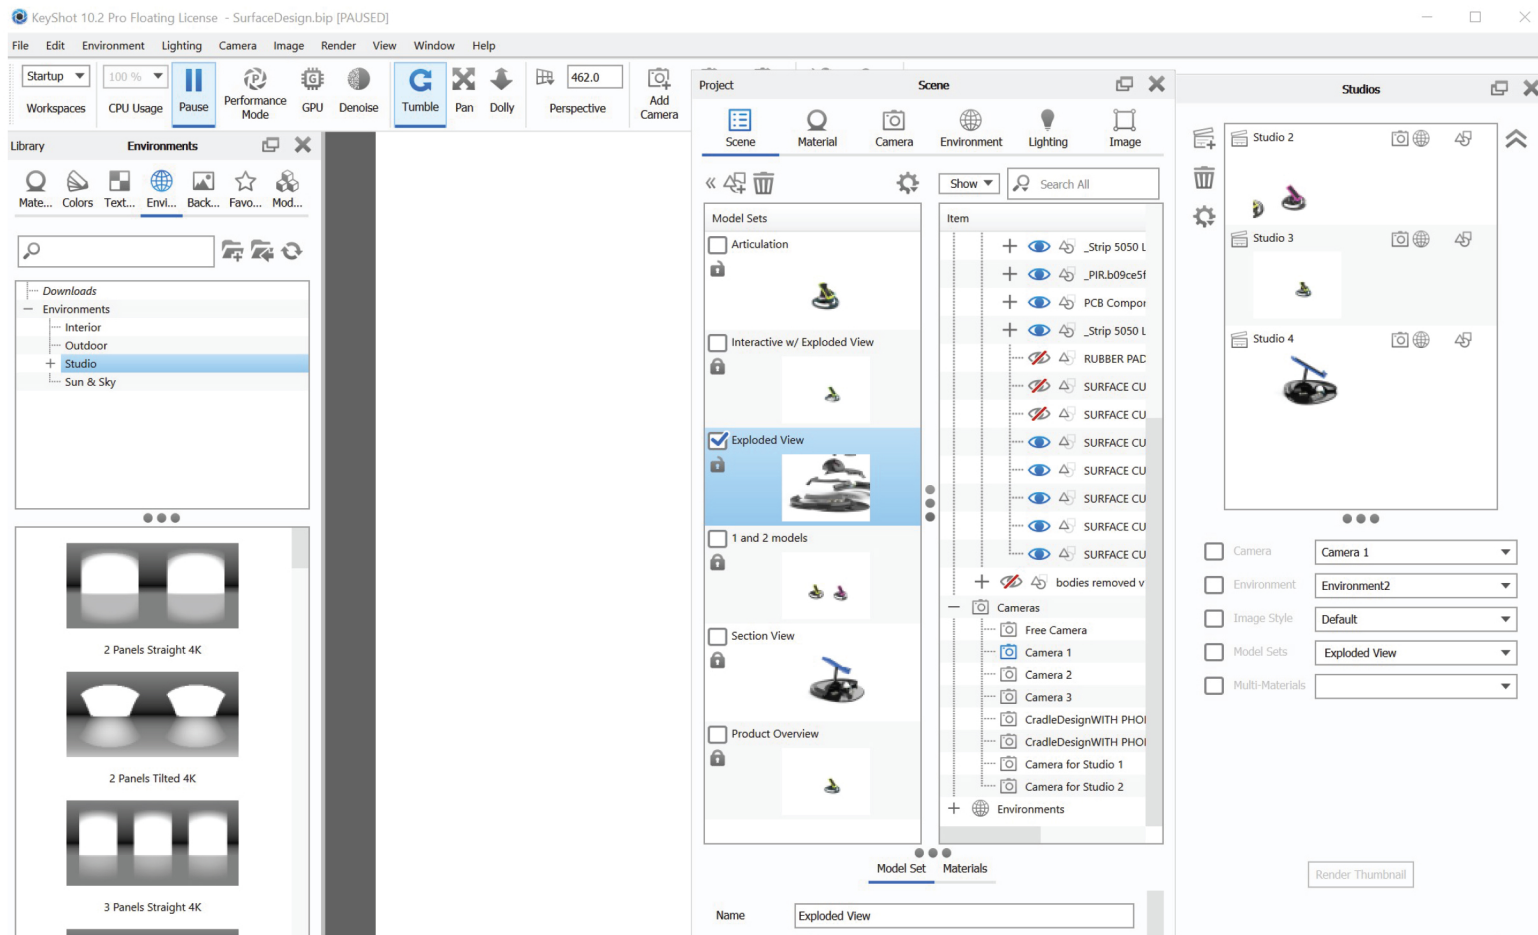 KeyShot 10.2 Pro Floating License - SurfaceDesign.bip [PAUSED]
File Edit Environment Lighting Camera Image Render View Window Help
Startup
100 %
462.0
Workspaces CPU Usage Pause Performance Mode GPU Denoise Tumble Pan Dolly Perspective Add Camera
Library Environments
Mate... Colors Text... Envi... Back... Favo... Mod...
Downloads
Environments
Interior
Outdoor
Studio
Sun & Sky
2 Panels Straight 4K
2 Panels Tilted 4K
3 Panels Straight 4K
Project Scene
Scene Material Camera Environment Lighting Image
Show Search All
Model Sets
Articulation
Interactive w/ Exploded View
Exploded View
1 and 2 models
Section View
Product Overview
Item
_Strip 5050 L
_PIR.b09ce5f
PCB Compor
_Strip 5050 L
RUBBER PAD
SURFACE CU
SURFACE CU
SURFACE CU
SURFACE CU
SURFACE CU
SURFACE CU
SURFACE CU
bodies removed v
Cameras
Free Camera
Camera 1
Camera 2
Camera 3
CradleDesignWITH PHO
CradleDesignWITH PHO
Camera for Studio 1
Camera for Studio 2
Environments
Model Set Materials
Name Exploded View
Studios
Studio 2
Studio 3
Studio 4
Camera Camera 1
Environment Environment2
Image Style Default
Model Sets Exploded View
Multi-Materials
Render Thumbnail